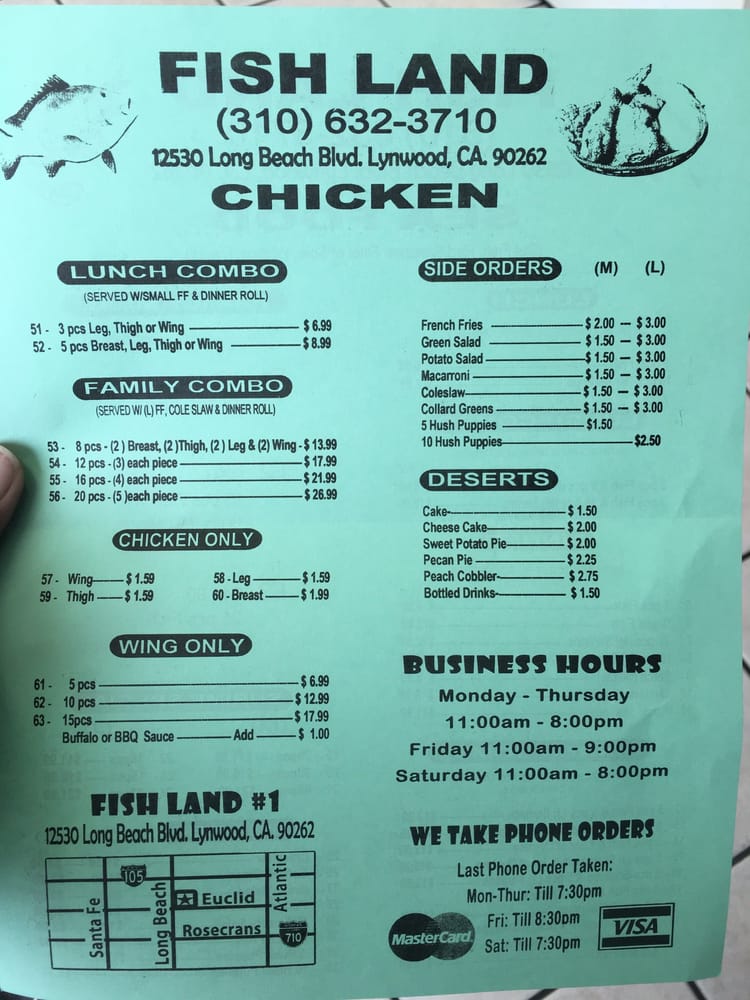 FISH LAND
(310) 632-3710
12530 Long Beach Blvd. Lynwood, CA. 90262
CHICKEN
LUNCH COMBO
(SERVED W/SMALL FF & DINNER ROLL)
51 - 3 pcs Leg, Thigh or Wing $ 6.99
52 - 5 pcs Breast, Leg, Thigh or Wing $ 8.99
FAMILY COMBO
(SERVED W/ (L) FF, COLE SLAW & DINNER ROLL)
53 - 8 pcs - (2 ) Breast, (2 )Thigh, (2 ) Leg & (2) Wing - $ 13.99
54 - 12 pcs - (3) each piece $ 17.99
55 - 16 pcs - (4) each piece $ 21.99
56 - 20 pcs - (5 )each piece $ 26.99
CHICKEN ONLY
57 - Wing $ 1.59 58 - Leg $ 1.59
59 - Thigh $ 1.59 60 - Breast $ 1.99
WING ONLY
61 - 5 pcs $ 6.99
62 - 10 pcs $ 12.99
63 - 15pcs $ 17.99
Buffalo or BBQ Sauce Add $ 1.00
FISH LAND #1
12530 Long Beach Blvd. Lynwood, CA. 90262
105
Santa Fe
Long Beach
Atlantic
Euclid
Rosecrans
710
SIDE ORDERS (M) (L)
French Fries $ 2.00 — $ 3.00
Green Salad $ 1.50 — $ 3.00
Potato Salad $ 1.50 — $ 3.00
Macarroni $ 1.50 — $ 3.00
Coleslaw $ 1.50 — $ 3.00
Collard Greens $ 1.50 — $ 3.00
5 Hush Puppies $1.50
10 Hush Puppies $2.50
DESERTS
Cake $ 1.50
Cheese Cake $ 2.00
Sweet Potato Pie $ 2.00
Pecan Pie $ 2.25
Peach Cobbler $ 2.75
Bottled Drinks $ 1.50
BUSINESS HOURS
Monday - Thursday
11:00am - 8:00pm
Friday 11:00am - 9:00pm
Saturday 11:00am - 8:00pm
WE TAKE PHONE ORDERS
Last Phone Order Taken:
Mon-Thur: Till 7:30pm
Fri: Till 8:30pm
Sat: Till 7:30pm
MasterCard
VISA